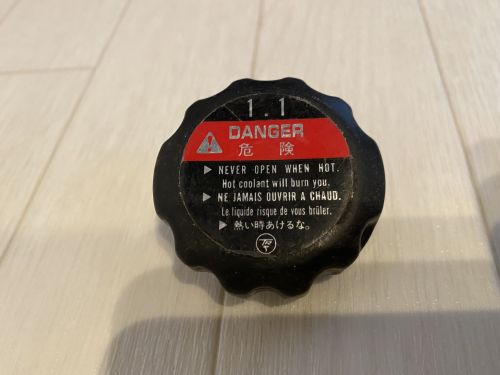 1.1
DANGER
危険
▶ NEVER OPEN WHEN HOT.
Hot coolant will burn you.
▶ NE JAMAIS OUVRIR A CHAUD.
Le liquide risque de vous brûler.
▶ 熱い時あけるな。